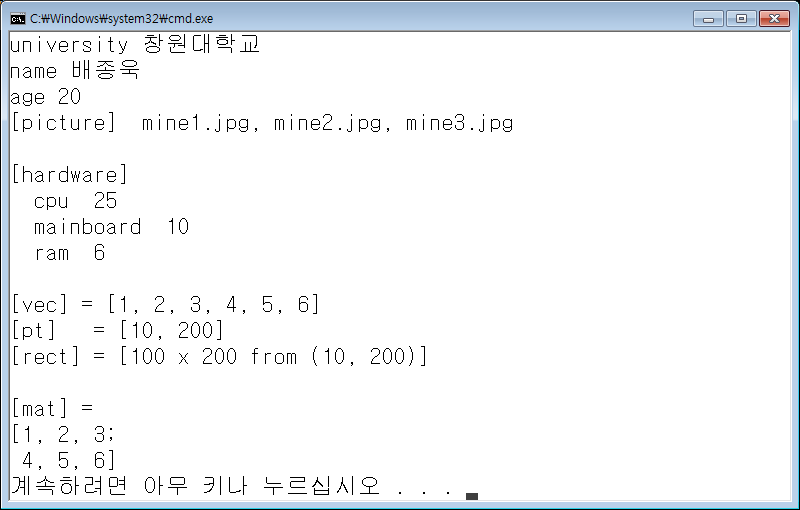 C:\Windows\system32\cmd.exe
university 창원대학교
name 배종욱
age 20
[picture]  mine1.jpg, mine2.jpg, mine3.jpg
[hardware]
  cpu  25
  mainboard  10
  ram  6
[vec] = [1, 2, 3, 4, 5, 6]
[pt]   = [10, 200]
[rect] = [100 x 200 from (10, 200)]
[mat] =
[1, 2, 3;
 4, 5, 6]
계속하려면 아무 키나 누르십시오 . . .